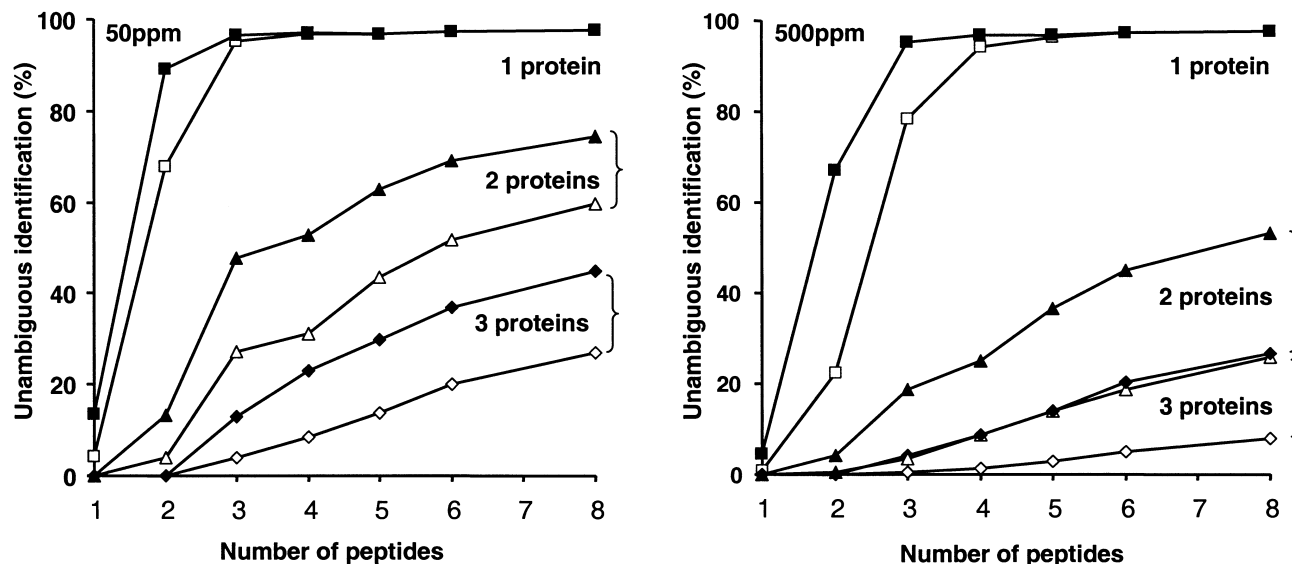 50ppm
Unambiguous identification (%)
100
80
60
40
20
0
1 protein
2 proteins
3 proteins
1 2 3 4 5 6 7 8
Number of peptides
500ppm
Unambiguous identification (%)
100
80
60
40
20
0
1 protein
2 proteins
3 proteins
1 2 3 4 5 6 7 8
Number of peptides